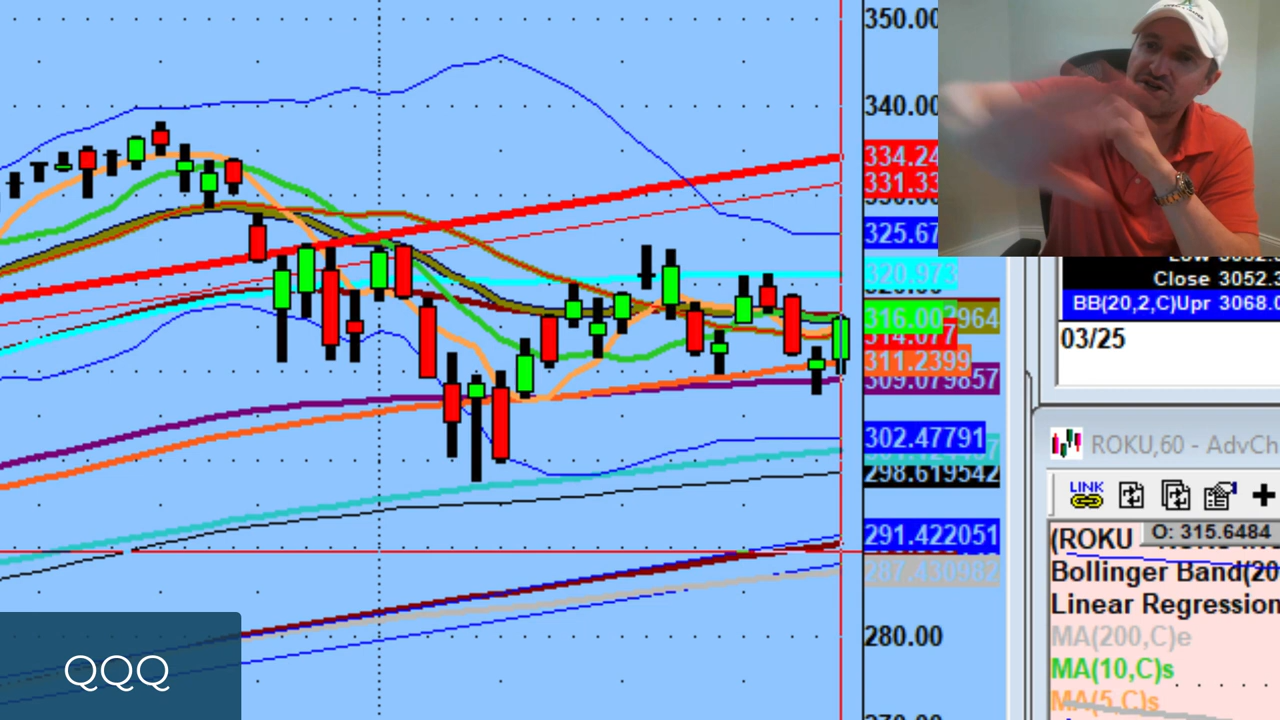 350.00
340.00
334.24
331.33
325.67
320.973
316.00
314.077
311.2399
309.079857
302.47791
298.619542
291.422051
287.430982
280.00
Close 3052.3
BB(20,2,C)Upr 3068.0
03/25
ROKU,60 - AdvCh
LINK
O: 315.6484
(ROKU
Bollinger Band(20
Linear Regression
MA(200,C)e
MA(10,C)s
MA(5,C)s
QQQ